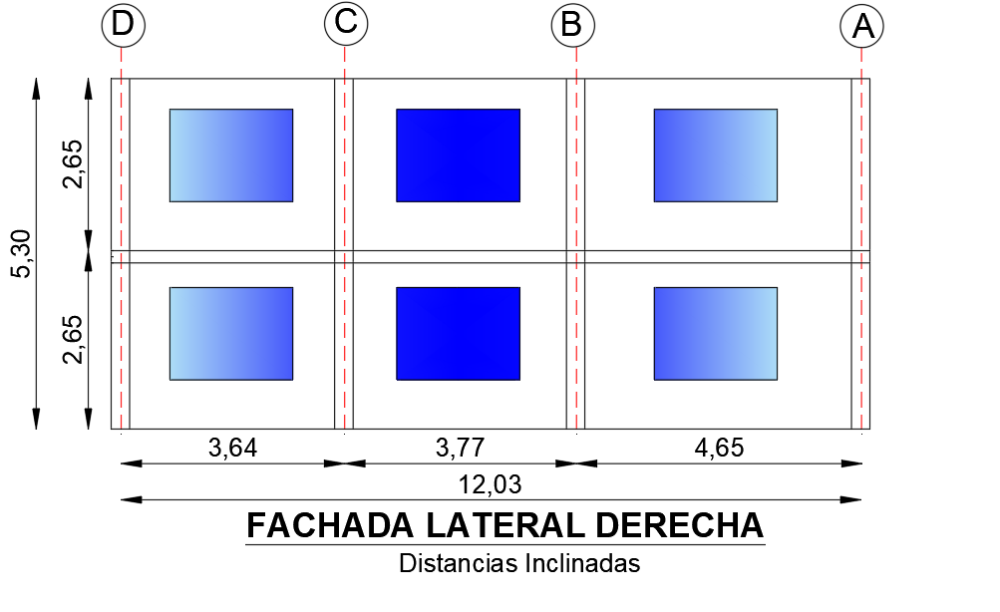 D C B A
2,65
5,30
2,65
3,64 3,77 4,65
12,03
FACHADA LATERAL DERECHA
Distancias Inclinadas